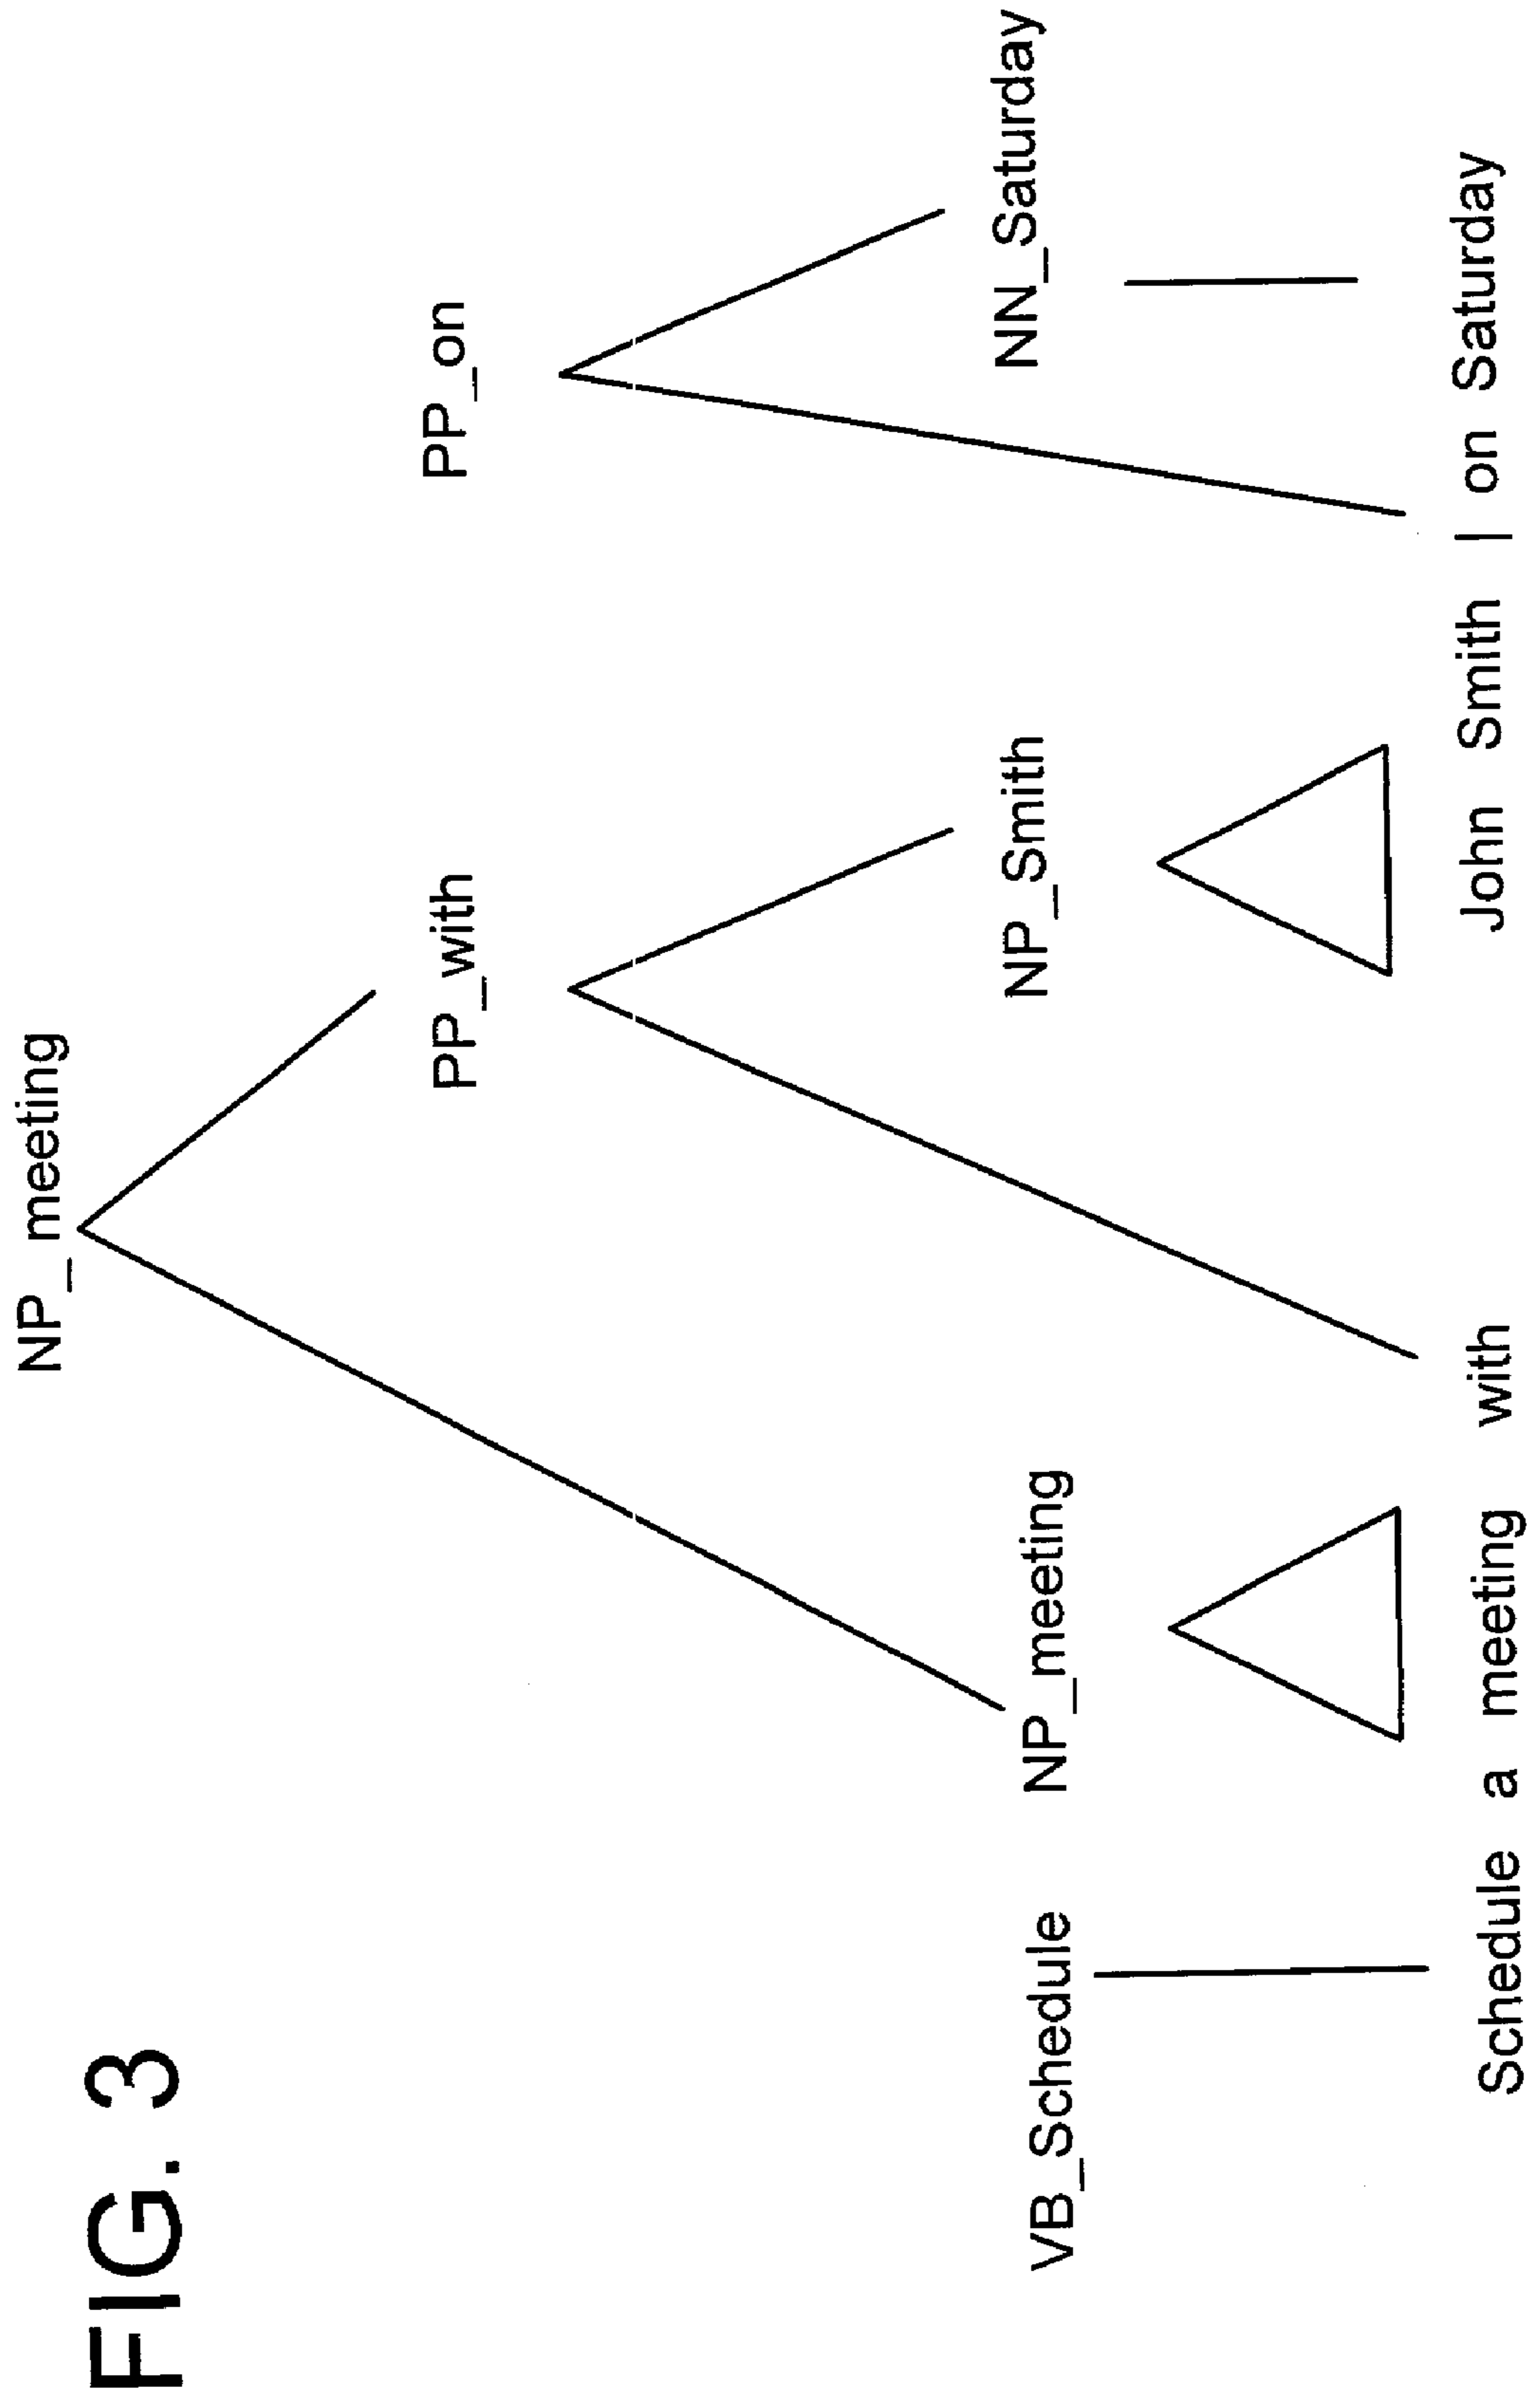 FIG. 3
NP_meeting
PP_with PP_on
VB_Schedule NP_meeting NP_Smith NN_Saturday
Schedule a meeting with John Smith | on Saturday